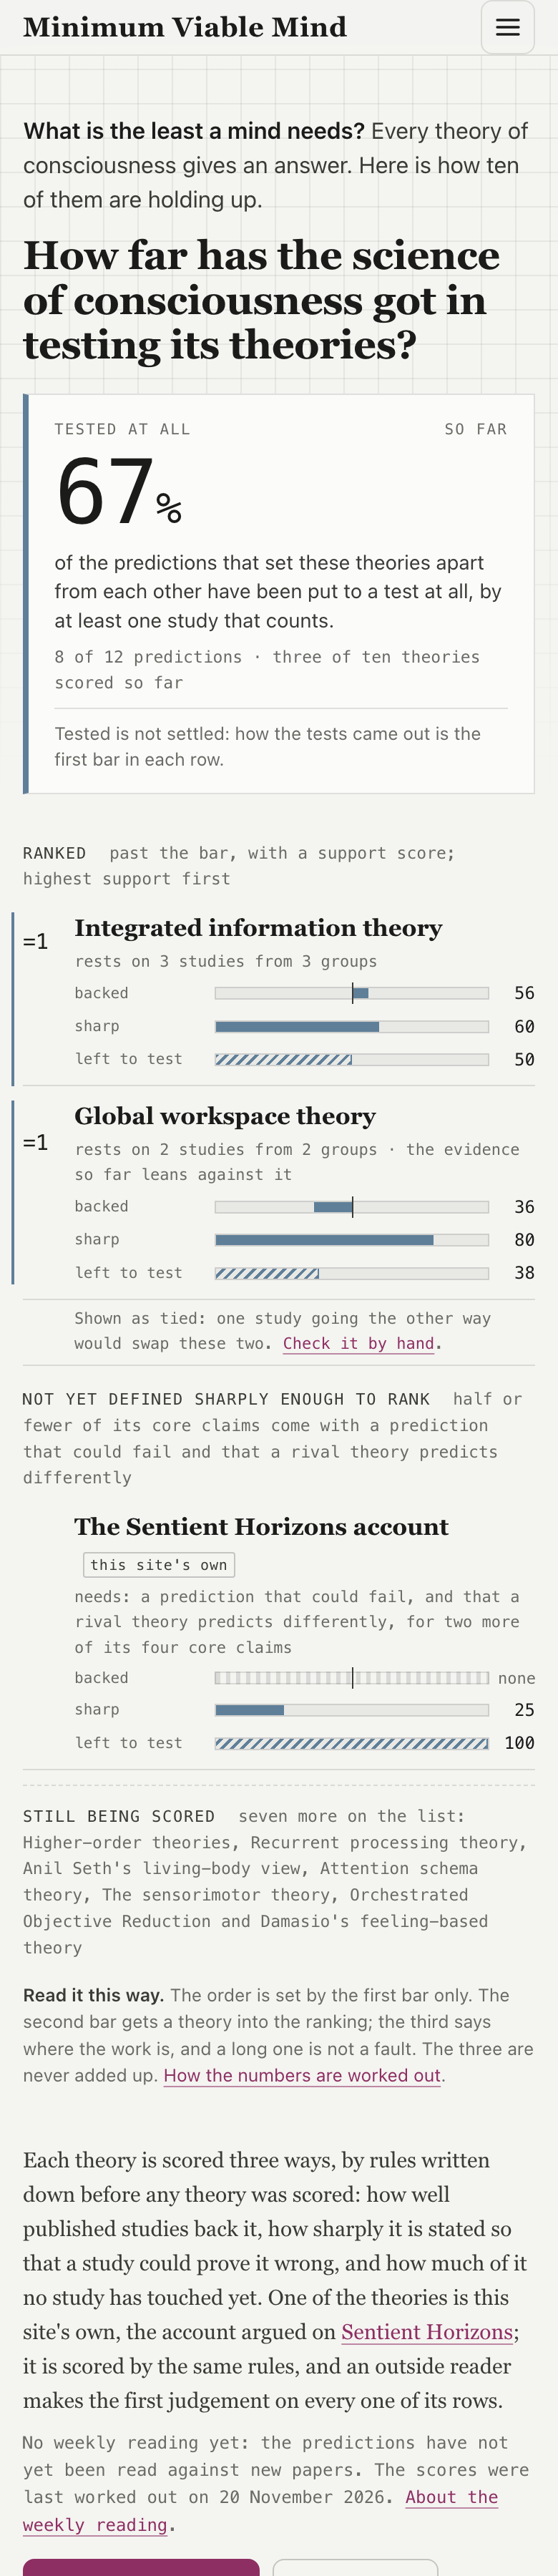 Minimum Viable Mind
What is the least a mind needs? Every theory of
consciousness gives an answer. Here is how ten
of them are holding up.
How far has the science
of consciousness got in
testing its theories?
TESTED AT ALL SO FAR
67%
of the predictions that set these theories apart
from each other have been put to a test at all, by
at least one study that counts.
8 of 12 predictions · three of ten theories
scored so far
Tested is not settled: how the tests came out is the
first bar in each row.
RANKED past the bar, with a support score;
highest support first
=1 Integrated information theory
rests on 3 studies from 3 groups
backed 56
sharp 60
left to test 50
=1 Global workspace theory
rests on 2 studies from 2 groups · the evidence
so far leans against it
backed 36
sharp 80
left to test 38
Shown as tied: one study going the other way
would swap these two. Check it by hand.
NOT YET DEFINED SHARPLY ENOUGH TO RANK half or
fewer of its core claims come with a prediction
that could fail and that a rival theory predicts
differently
The Sentient Horizons account
this site's own
needs: a prediction that could fail, and that a
rival theory predicts differently, for two more
of its four core claims
backed none
sharp 25
left to test 100
STILL BEING SCORED seven more on the list:
Higher-order theories, Recurrent processing theory,
Anil Seth's living-body view, Attention schema
theory, The sensorimotor theory, Orchestrated
Objective Reduction and Damasio's feeling-based
theory
Read it this way. The order is set by the first bar only. The
second bar gets a theory into the ranking; the third says
where the work is, and a long one is not a fault. The three are
never added up. How the numbers are worked out.
Each theory is scored three ways, by rules written
down before any theory was scored: how well
published studies back it, how sharply it is stated so
that a study could prove it wrong, and how much of it
no study has touched yet. One of the theories is this
site's own, the account argued on Sentient Horizons;
it is scored by the same rules, and an outside reader
makes the first judgement on every one of its rows.
No weekly reading yet: the predictions have not
yet been read against new papers. The scores were
last worked out on 20 November 2026. About the
weekly reading.